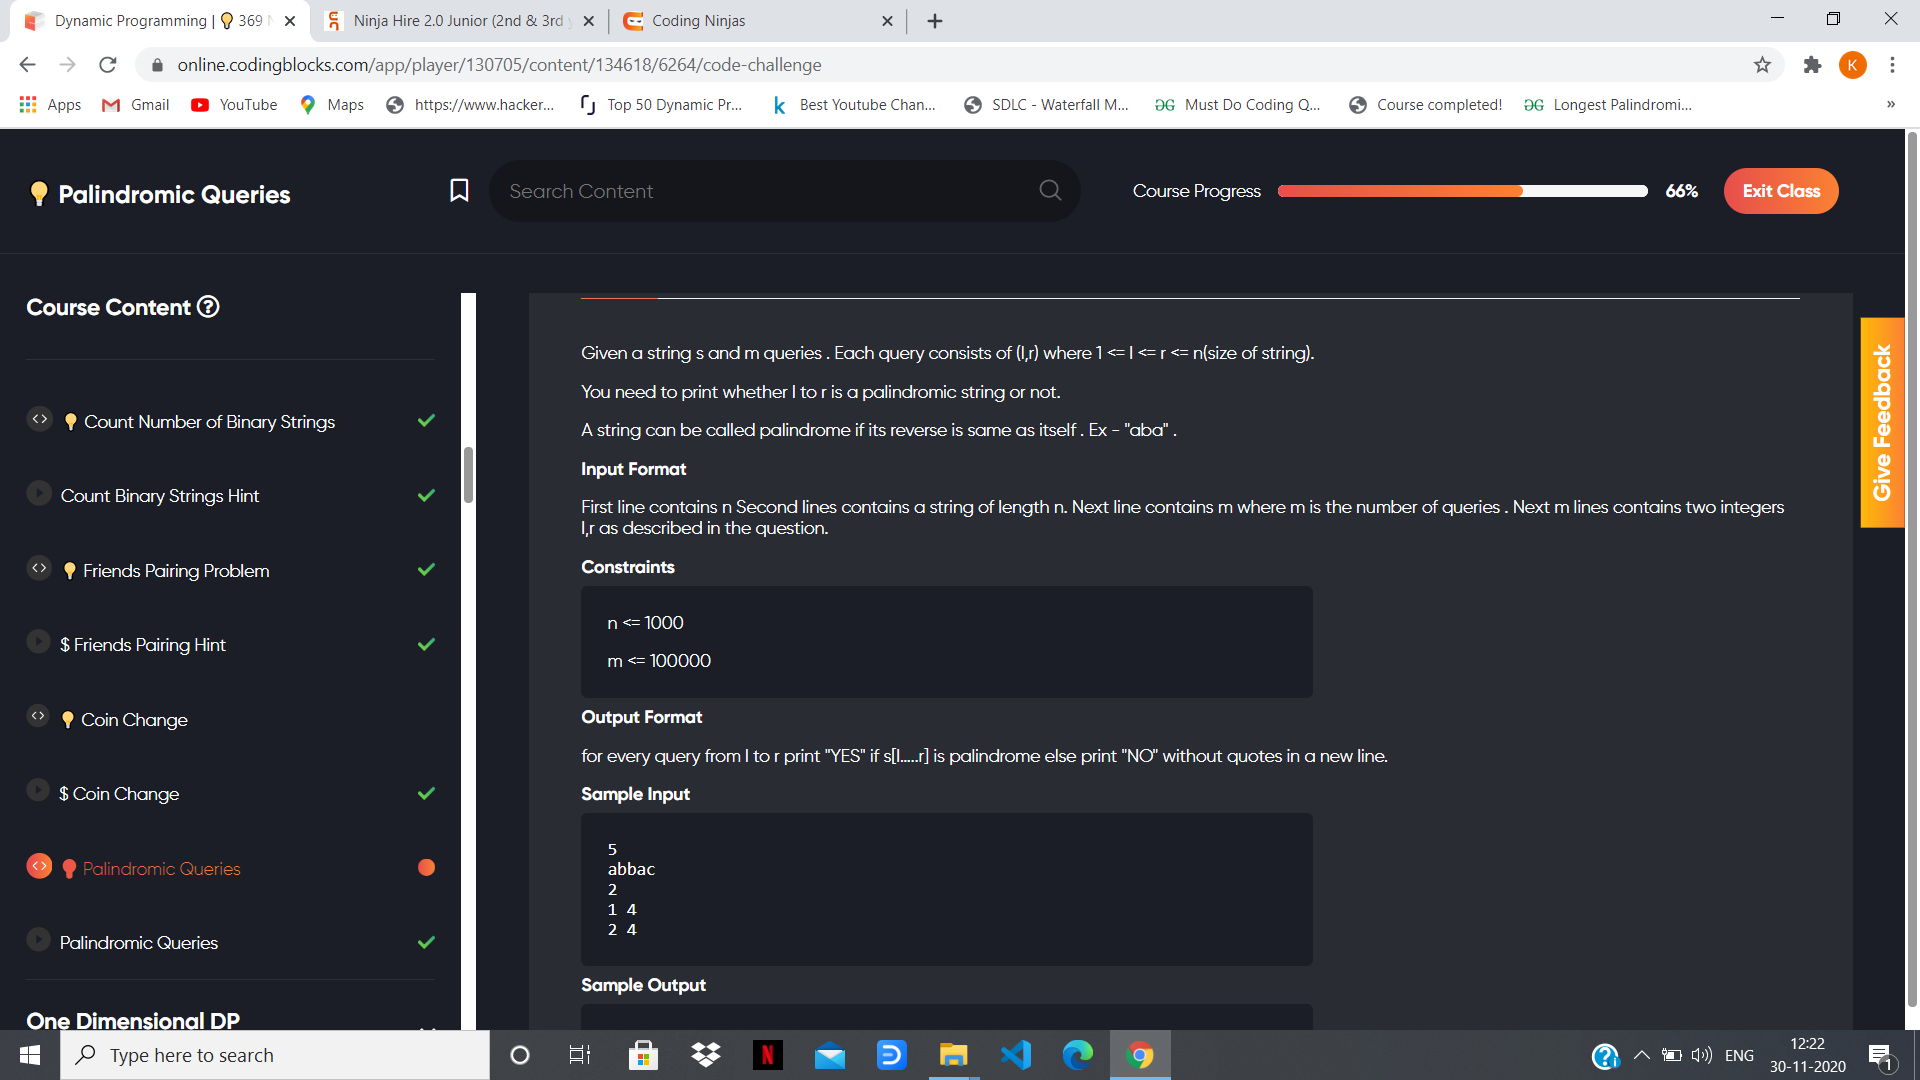 Dynamic Programming | 369
Ninja Hire 2.0 Junior (2nd & 3rd
Coding Ninjas
online.codingblocks.com/app/player/130705/content/134618/6264/code-challenge
K
Apps
Gmail
YouTube
Maps
https://www.hacker...
Top 50 Dynamic Pr...
Best Youtube Chan...
SDLC - Waterfall M...
Must Do Coding Q...
Course completed!
Longest Palindromi...
»
Palindromic Queries
Search Content
Course Progress
66%
Exit Class
Course Content
Count Number of Binary Strings
Count Binary Strings Hint
Friends Pairing Problem
$ Friends Pairing Hint
Coin Change
$ Coin Change
Palindromic Queries
Palindromic Queries
One Dimensional DP
Given a string s and m queries . Each query consists of (l,r) where 1 <= l <= r <= n(size of string).
You need to print whether l to r is a palindromic string or not.
A string can be called palindrome if its reverse is same as itself . Ex - "aba" .
Input Format
First line contains n Second lines contains a string of length n. Next line contains m where m is the number of queries . Next m lines contains two integers
l,r as described in the question.
Constraints
n <= 1000
m <= 100000
Output Format
for every query from l to r print "YES" if s[l.....r] is palindrome else print "NO" without quotes in a new line.
Sample Input
5
abbac
2
1 4
2 4
Sample Output
Give Feedback
Type here to search
ENG
12:22
30-11-2020
1